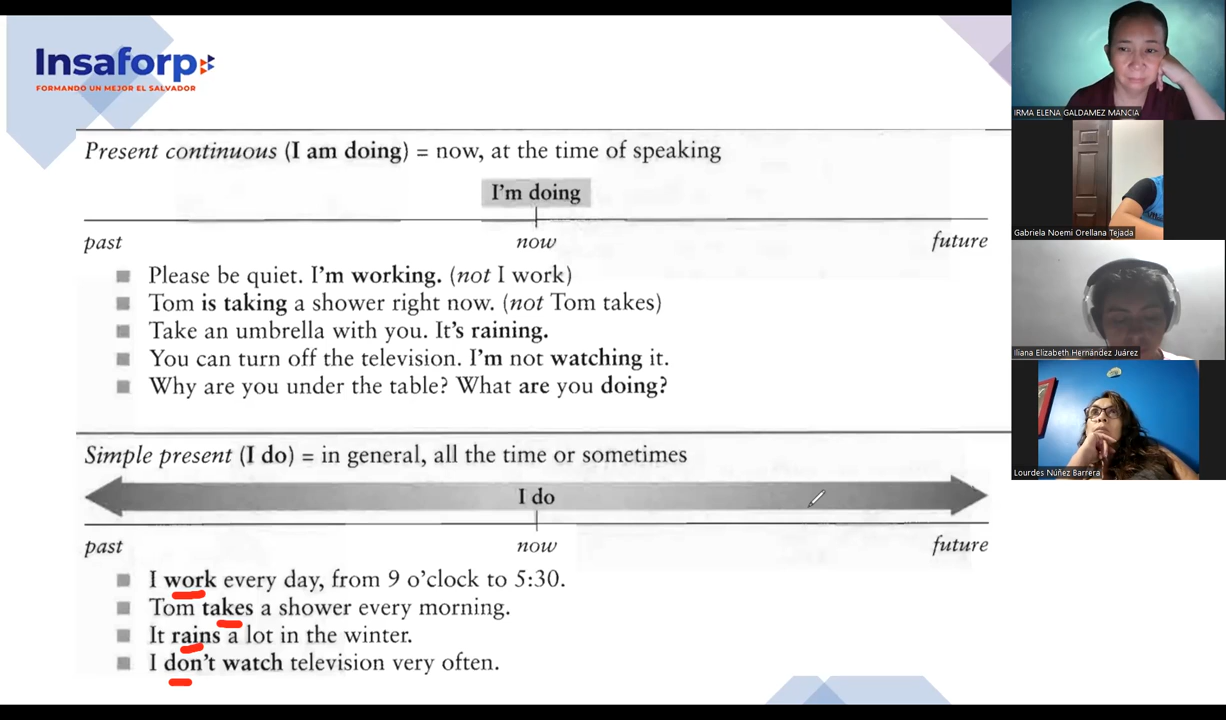 Insaforp
FORMANDO UN MEJOR EL SALVADOR
Present continuous (I am doing) = now, at the time of speaking
I'm doing
past now future
Please be quiet. I'm working. (not I work)
Tom is taking a shower right now. (not Tom takes)
Take an umbrella with you. It's raining.
You can turn off the television. I'm not watching it.
Why are you under the table? What are you doing?
Simple present (I do) = in general, all the time or sometimes
I do
past now future
I work every day, from 9 o'clock to 5:30.
Tom takes a shower every morning.
It rains a lot in the winter.
I don't watch television very often.
IRMA ELENA GALDAMEZ MANCIA
Gabriela Noemi Orellana Tejada
Iliana Elizabeth Hernández Juárez
Lourdes Núñez Barrera